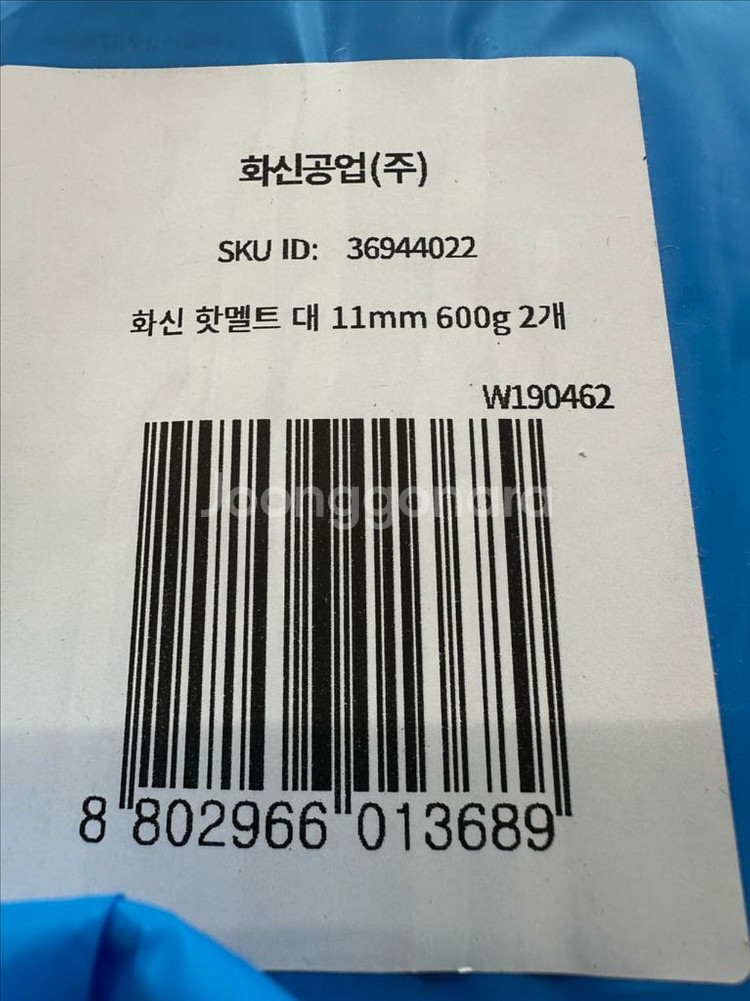 화신공업(주)
SKU ID: 36944022
화신 핫멜트 대 11mm 600g 2개
W190462
Joonggonara
8 802966 013689